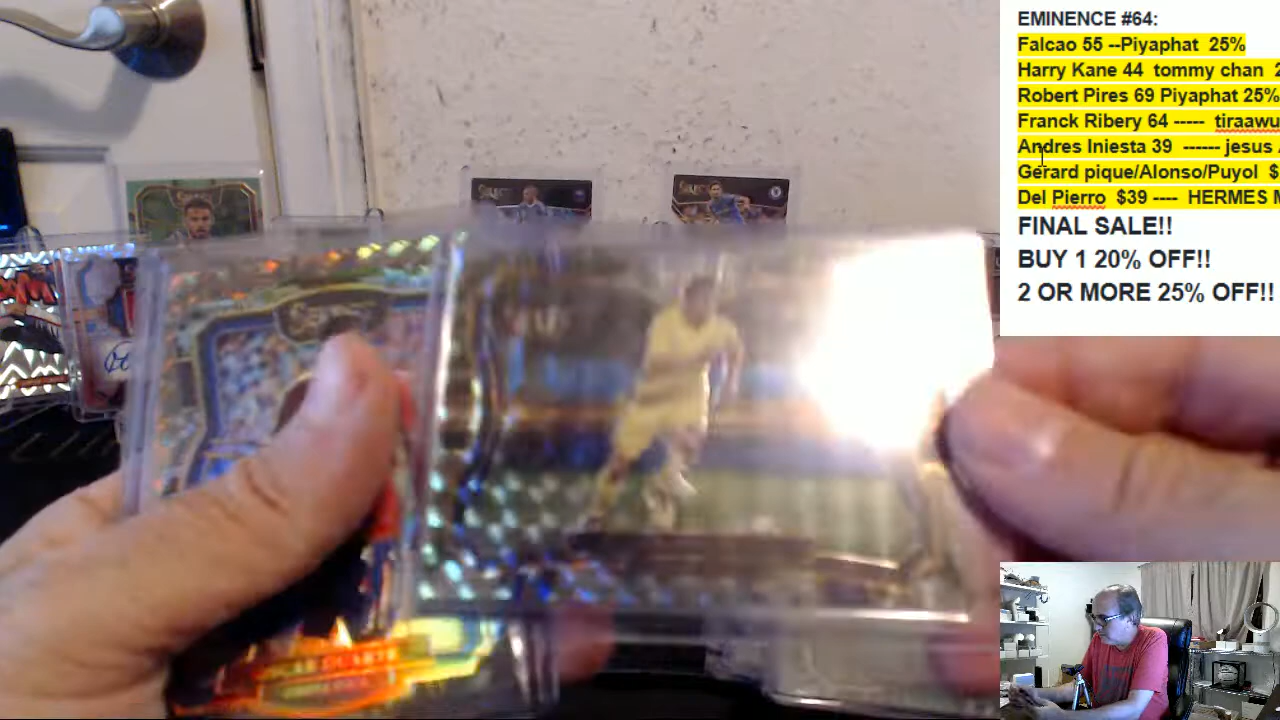 EMINENCE #64:
Falcao 55 --Piyaphat 25%
Harry Kane 44 tommy chan 2
Robert Pires 69 Piyaphat 25%
Franck Ribery 64 ----- tiraawu
Andres Iniesta 39 ------ jesus
Gerard pique/Alonso/Puyol $
Del Pierro $39 ---- HERMES M
FINAL SALE!!
BUY 1 20% OFF!!
2 OR MORE 25% OFF!!
SELECT